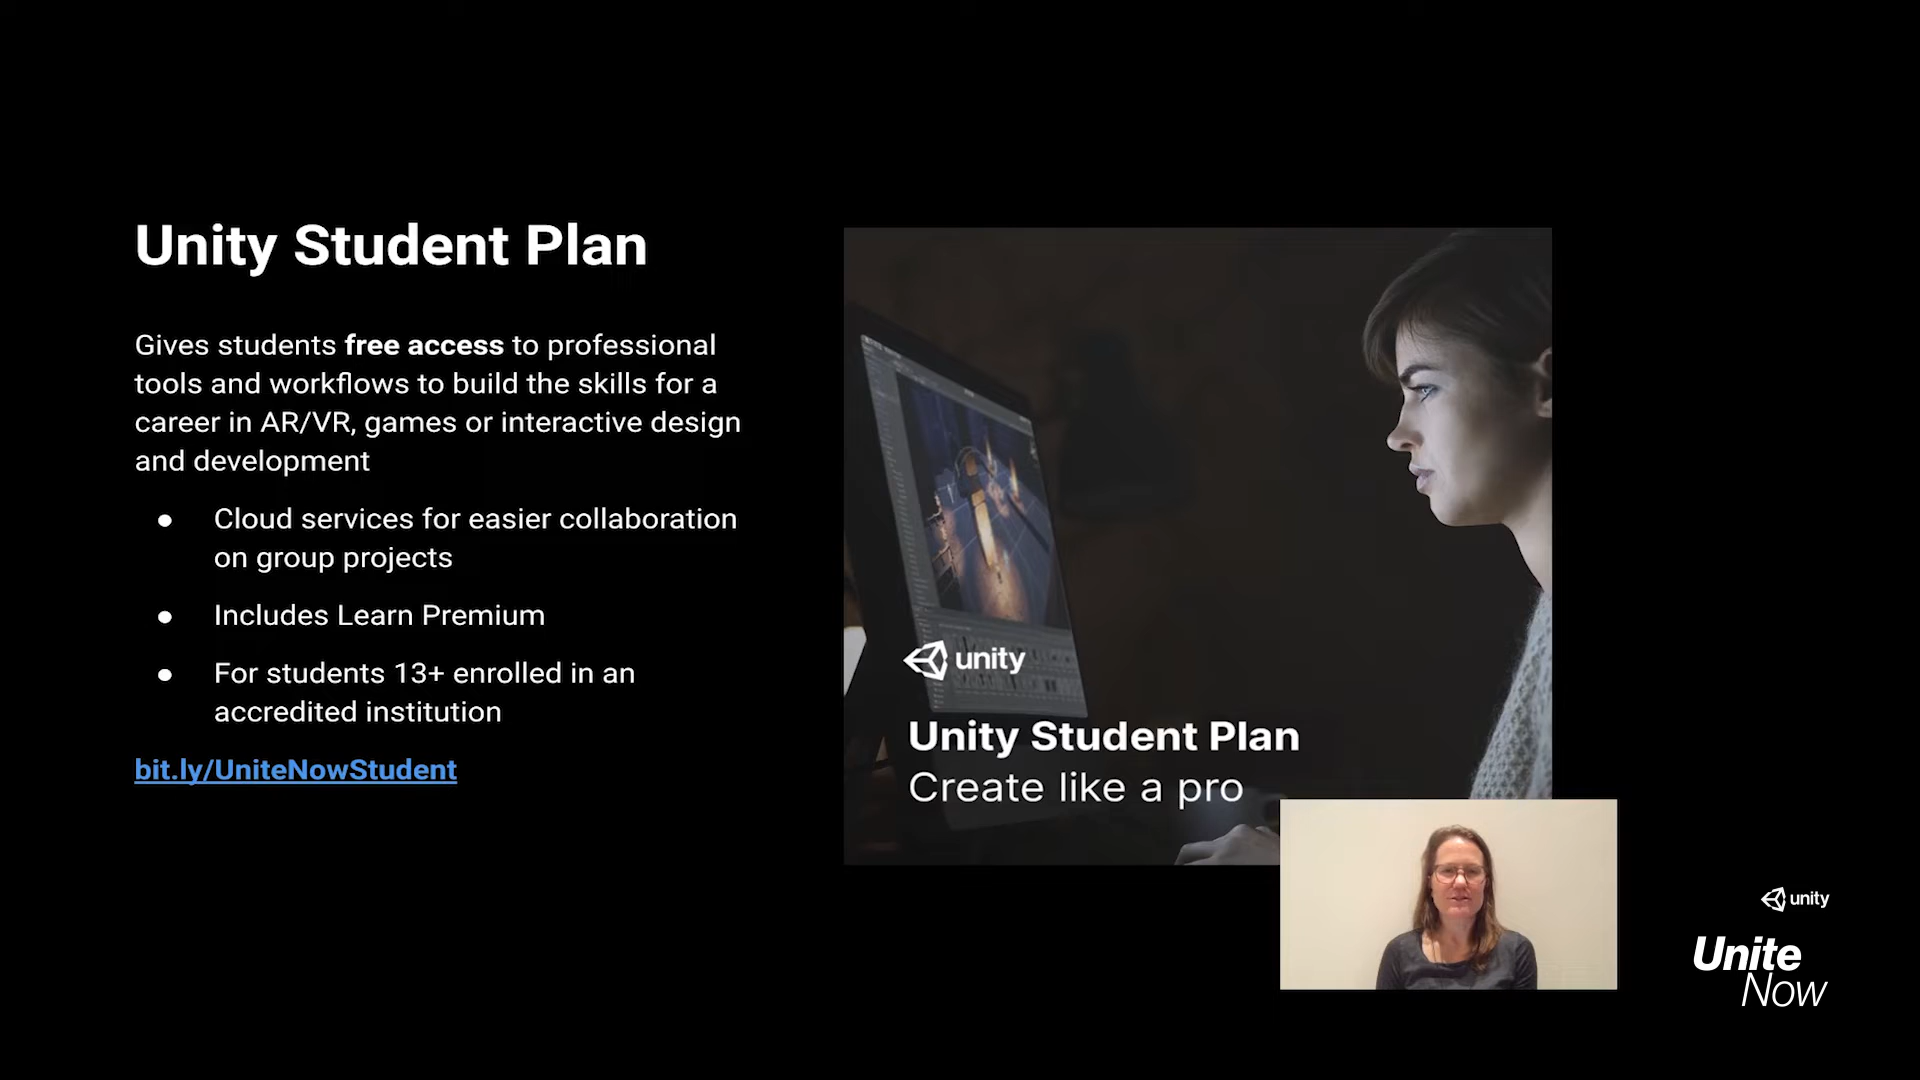 Unity Student Plan
Gives students free access to professional
tools and workflows to build the skills for a
career in AR/VR, games or interactive design
and development
● Cloud services for easier collaboration
on group projects
● Includes Learn Premium
● For students 13+ enrolled in an
accredited institution
bit.ly/UniteNowStudent
unity
Unity Student Plan
Create like a pro
unity
Unite
Now